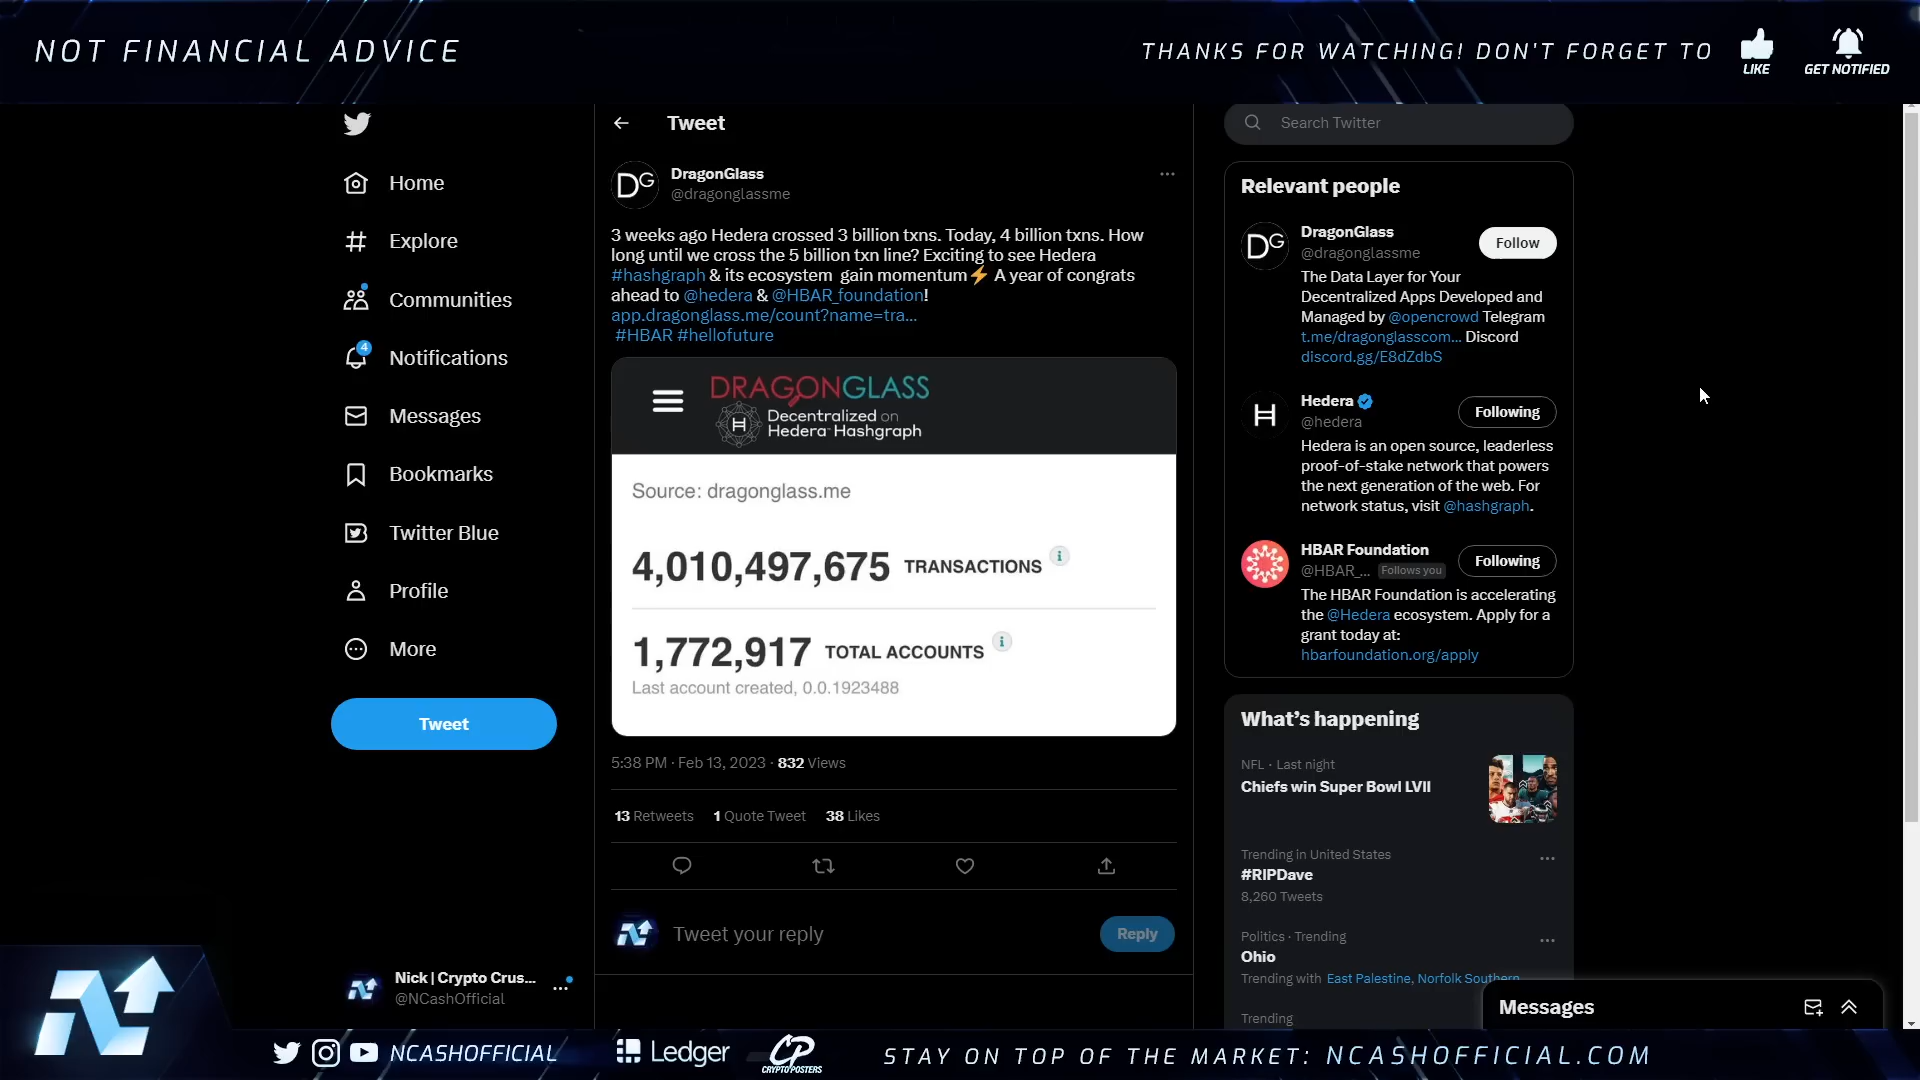 NOT FINANCIAL ADVICE
THANKS FOR WATCHING! DON'T FORGET TO
LIKE
GET NOTIFIED
Home
Explore
Communities
4
Notifications
Messages
Bookmarks
Twitter Blue
Profile
More
Tweet
Nick | Crypto Crus...
@NCashOfficial
Tweet
DG
DragonGlass
@dragonglassme
3 weeks ago Hedera crossed 3 billion txns. Today, 4 billion txns. How
long until we cross the 5 billion txn line? Exciting to see Hedera
#hashgraph & its ecosystem gain momentum⚡ A year of congrats
ahead to @hedera & @HBAR_foundation!
app.dragonglass.me/count?name=tra...
#HBAR #hellofuture
DRAGONGLASS
Decentralized on
Hedera Hashgraph
Source: dragonglass.me
4,010,497,675 TRANSACTIONS
1,772,917 TOTAL ACCOUNTS
Last account created, 0.0.1923488
5:38 PM · Feb 13, 2023 · 832 Views
13 Retweets 1 Quote Tweet 38 Likes
Tweet your reply
Reply
Search Twitter
Relevant people
DG
DragonGlass
@dragonglassme
Follow
The Data Layer for Your
Decentralized Apps Developed and
Managed by @opencrowd Telegram
t.me/dragonglasscom... Discord
discord.gg/E8dZdbS
Hedera
@hedera
Following
Hedera is an open source, leaderless
proof-of-stake network that powers
the next generation of the web. For
network status, visit @hashgraph.
HBAR Foundation
@HBAR_... Follows you
Following
The HBAR Foundation is accelerating
the @Hedera ecosystem. Apply for a
grant today at:
hbarfoundation.org/apply
What's happening
NFL · Last night
Chiefs win Super Bowl LVII
Trending in United States
#RIPDave
8,260 Tweets
Politics · Trending
Ohio
Trending with East Palestine, Norfolk Southern
Trending
Messages
NCASHOFFICIAL
Ledger
CP
CRYPTOPOSTERS
STAY ON TOP OF THE MARKET: NCASHOFFICIAL.COM